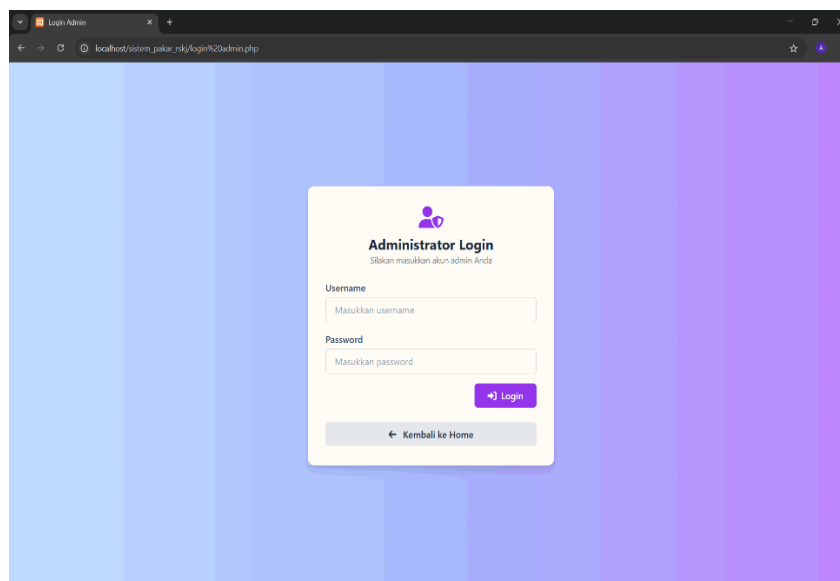 Login Admin
localhost/sistem_pakar_rskj/login%20admin.php
A
Administrator Login
Silakan masukkan akun admin Anda
Username
Masukkan username
Password
Masukkan password
Login
Kembali ke Home